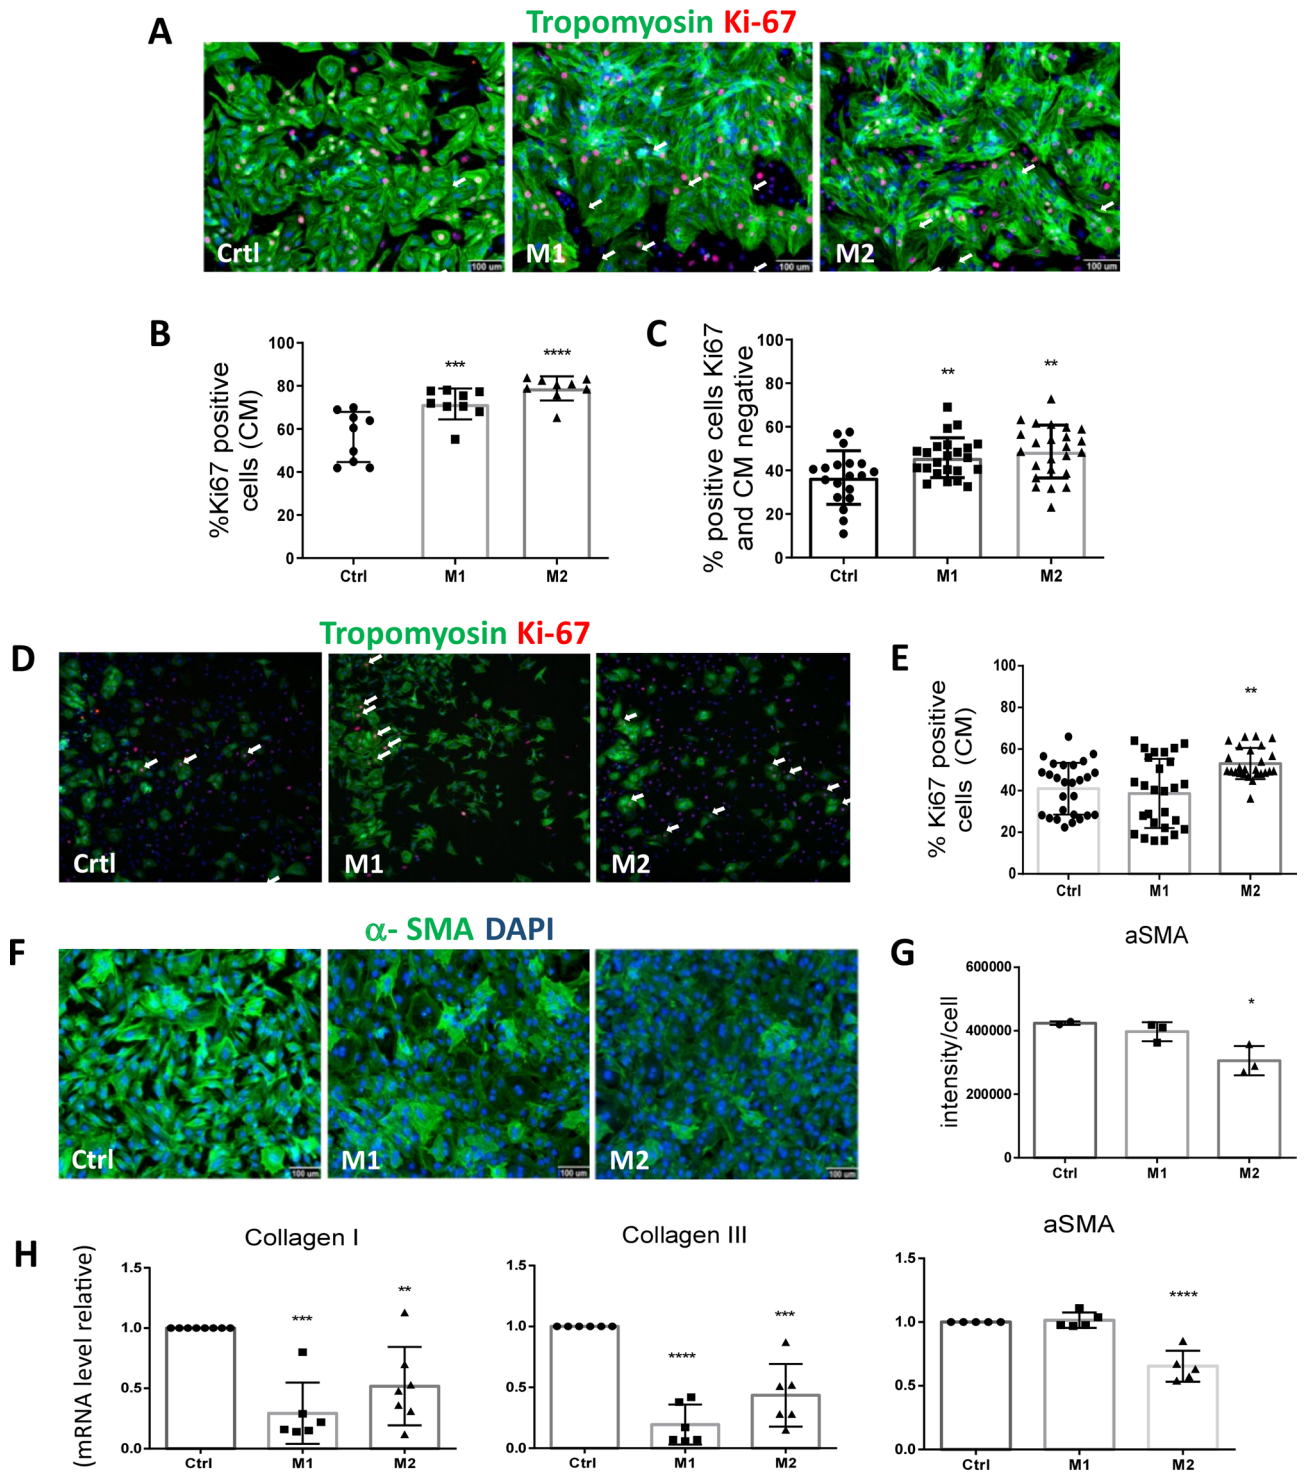 A
Tropomyosin Ki-67
Crtl
100 um
M1
100 um
M2
100 um
B
%Ki67 positive
cells (CM)
100
80
60
40
20
0
***
****
Ctrl
M1
M2
C
% positive cells Ki67
and CM negative
100
80
60
40
20
0
**
**
Ctrl
M1
M2
D
Tropomyosin Ki-67
Crtl
M1
M2
E
% Ki67 positive
cells (CM)
100
80
60
40
20
0
**
Ctrl
M1
M2
F
α- SMA DAPI
Ctrl
100 um
M1
100 um
M2
100 um
G
aSMA
intensity/cell
600000
400000
200000
0
*
Ctrl
M1
M2
H
(mRNA level relative)
Collagen I
1.5
1.0
0.5
0.0
***
**
Ctrl
M1
M2
Collagen III
1.5
1.0
0.5
0.0
****
***
Ctrl
M1
M2
aSMA
1.5
1.0
0.5
0.0
****
Ctrl
M1
M2